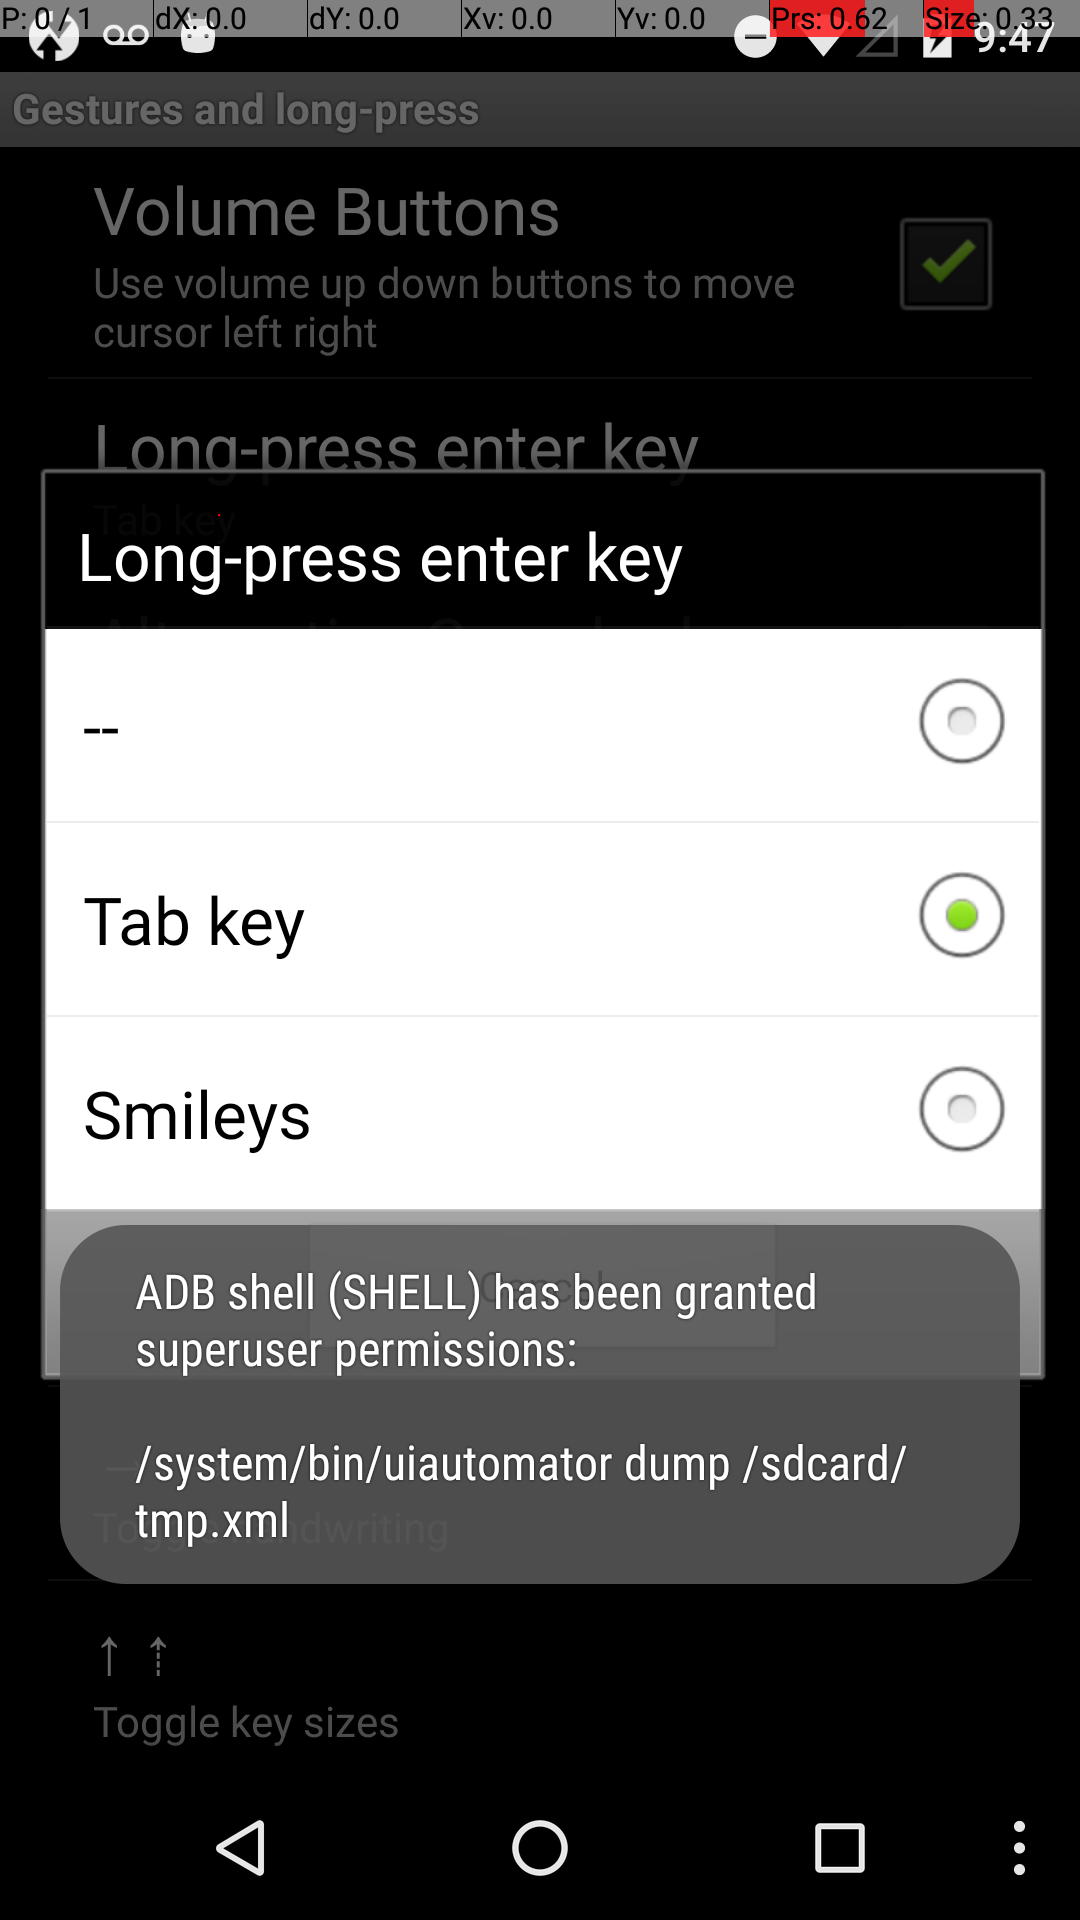 P: 0 / 1 dX: 0.0 dY: 0.0 Xv: 0.0 Yv: 0.0 Prs: 0.62 Size: 0.33
9:47
Gestures and long-press
Volume Buttons
Use volume up down buttons to move
cursor left right
Long-press enter key
Tab key
Long-press enter key
--
Tab key
Smileys
Cancel
ADB shell (SHELL) has been granted
superuser permissions:
/system/bin/uiautomator dump /sdcard/
tmp.xml
Toggle handwriting
↑ ⇡
Toggle key sizes